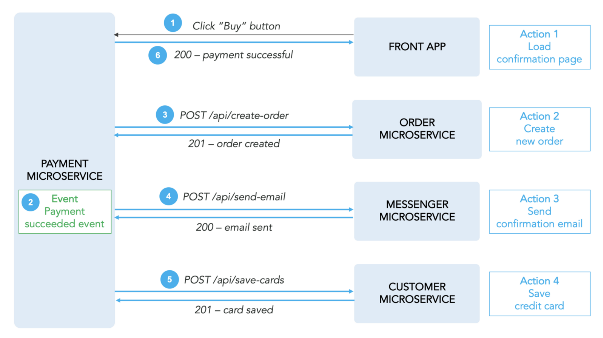 1
Click "Buy" button
6
200 – payment successful
FRONT APP
Action 1
Load
confirmation page
3
POST /api/create-order
201 – order created
ORDER
MICROSERVICE
Action 2
Create
new order
PAYMENT
MICROSERVICE
2
Event
Payment
succeeded event
4
POST /api/send-email
200 – email sent
MESSENGER
MICROSERVICE
Action 3
Send
confirmation email
5
POST /api/save-cards
201 – card saved
CUSTOMER
MICROSERVICE
Action 4
Save
credit card